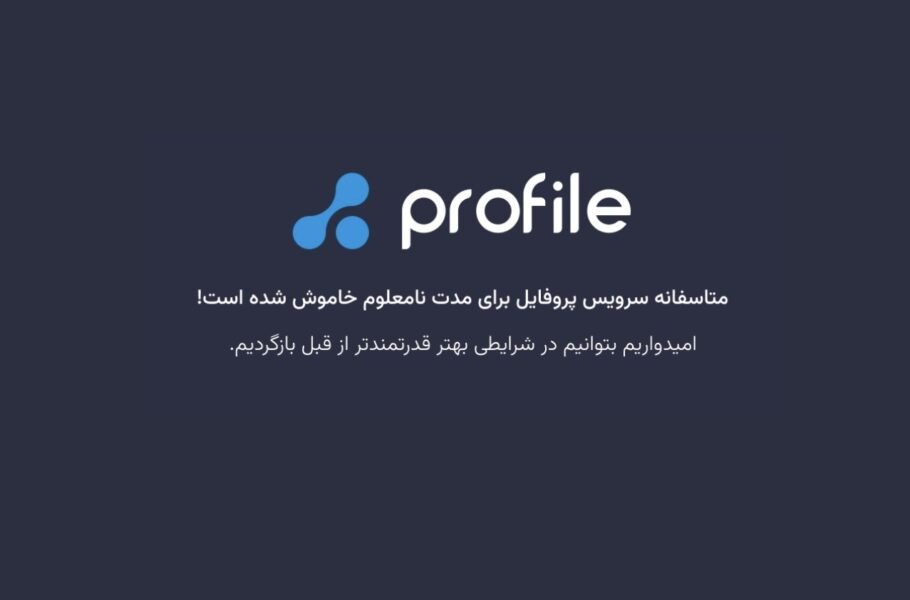 profile
متاسفانه سرویس پروفایل برای مدت نامعلوم خاموش شده است!
امیدواریم بتوانیم در شرایطی بهتر قدرتمندتر از قبل بازگردیم.